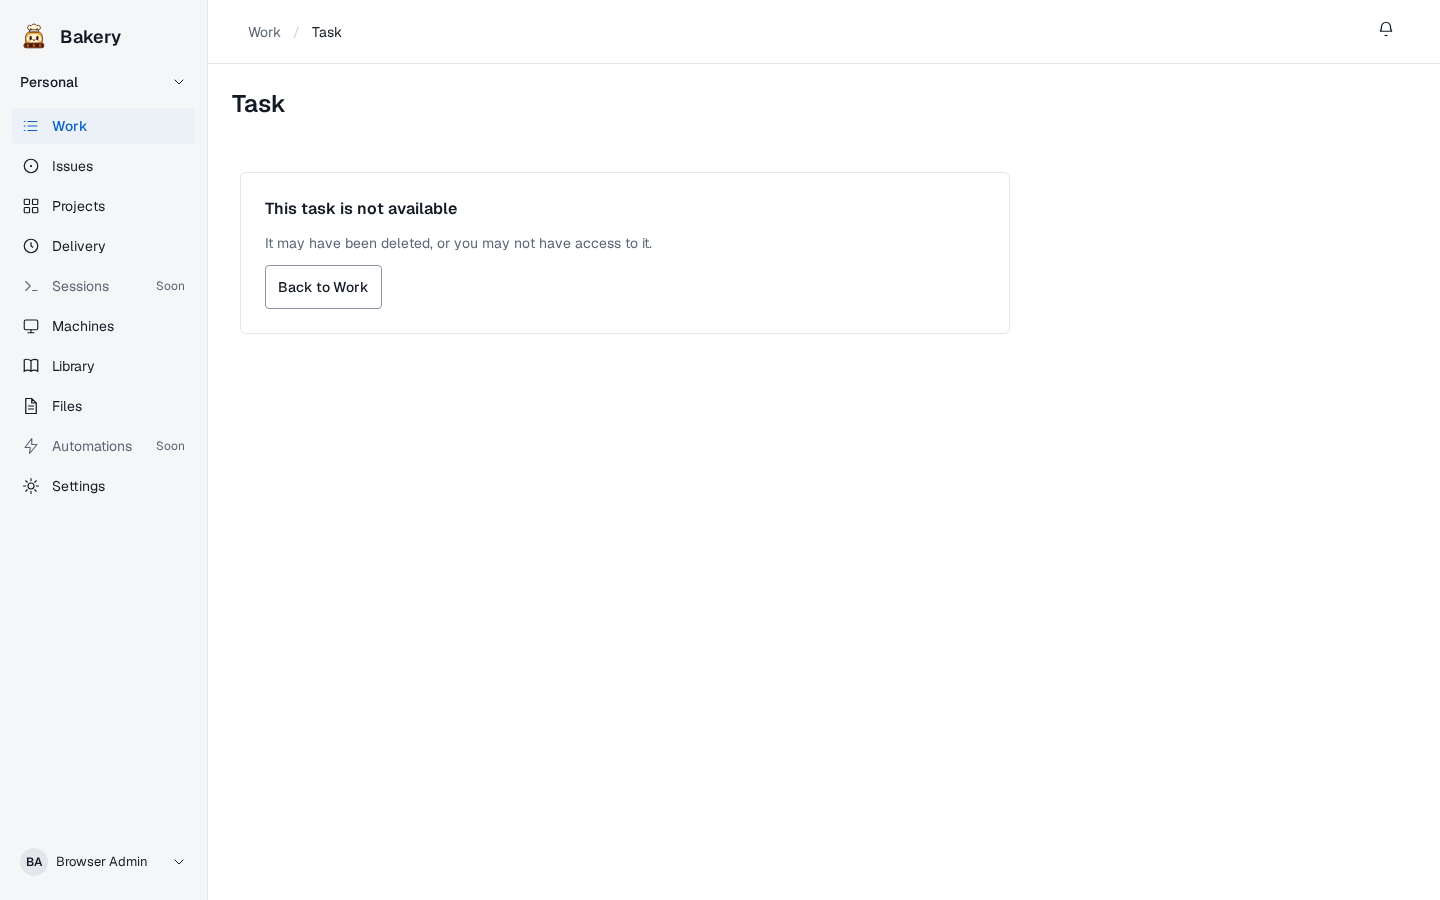 Bakery
Personal
Work
Issues
Projects
Delivery
Sessions Soon
Machines
Library
Files
Automations Soon
Settings
BA Browser Admin
Work / Task
Task
This task is not available
It may have been deleted, or you may not have access to it.
Back to Work